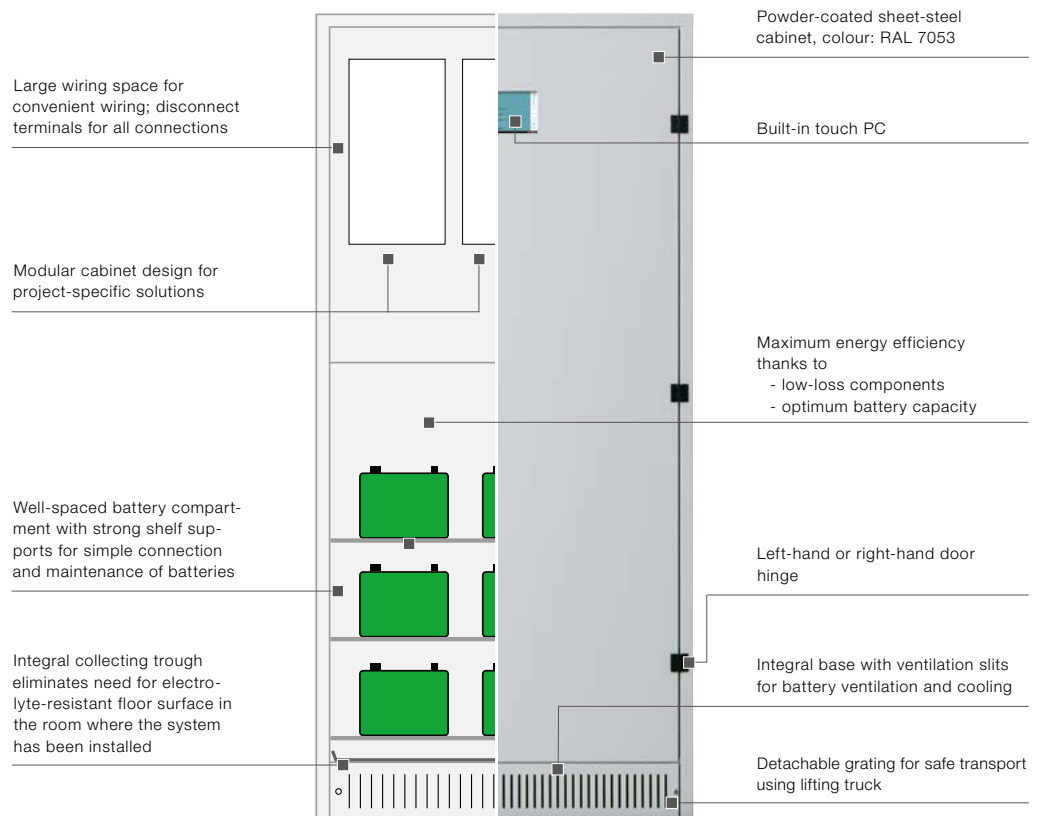 Large wiring space for
convenient wiring; disconnect
terminals for all connections
Modular cabinet design for
project-specific solutions
Well-spaced battery compart-
ment with strong shelf sup-
ports for simple connection
and maintenance of batteries
Integral collecting trough
eliminates need for electro-
lyte-resistant floor surface in
the room where the system
has been installed
Powder-coated sheet-steel
cabinet, colour: RAL 7053
Built-in touch PC
Maximum energy efficiency
thanks to
- low-loss components
- optimum battery capacity
Left-hand or right-hand door
hinge
Integral base with ventilation slits
for battery ventilation and cooling
Detachable grating for safe transport
using lifting truck